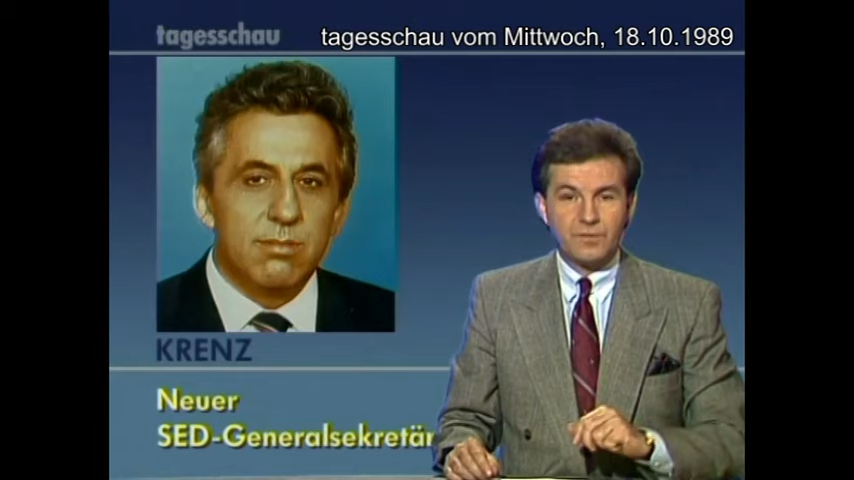 tagesschau
tagesschau vom Mittwoch, 18.10.1989
KRENZ
Neuer
SED-Generalsekretär